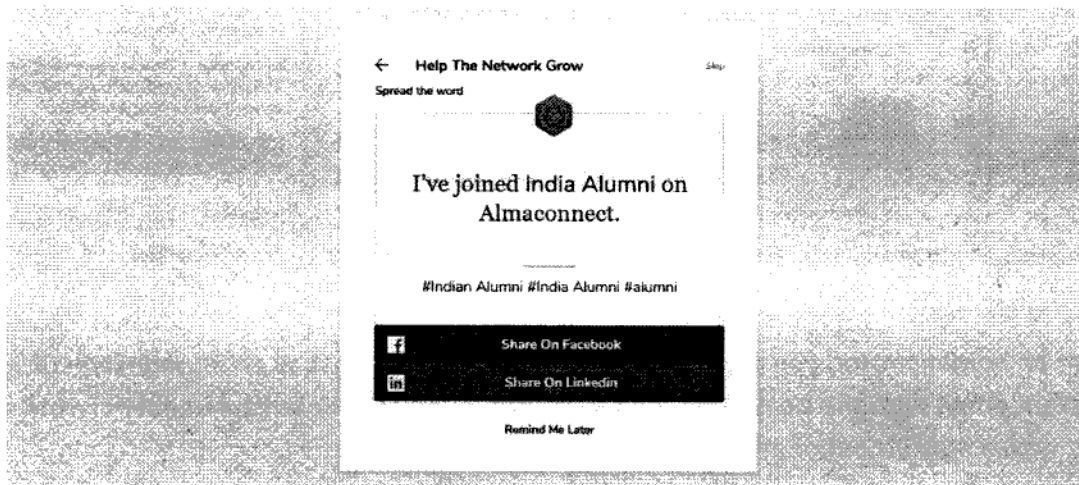 Help The Network Grow
Skip
Spread the word
I've joined India Alumni on
Almaconnect.
#Indian Alumni #India Alumni #alumni
Share On Facebook
Share On Linkedin
Remind Me Later